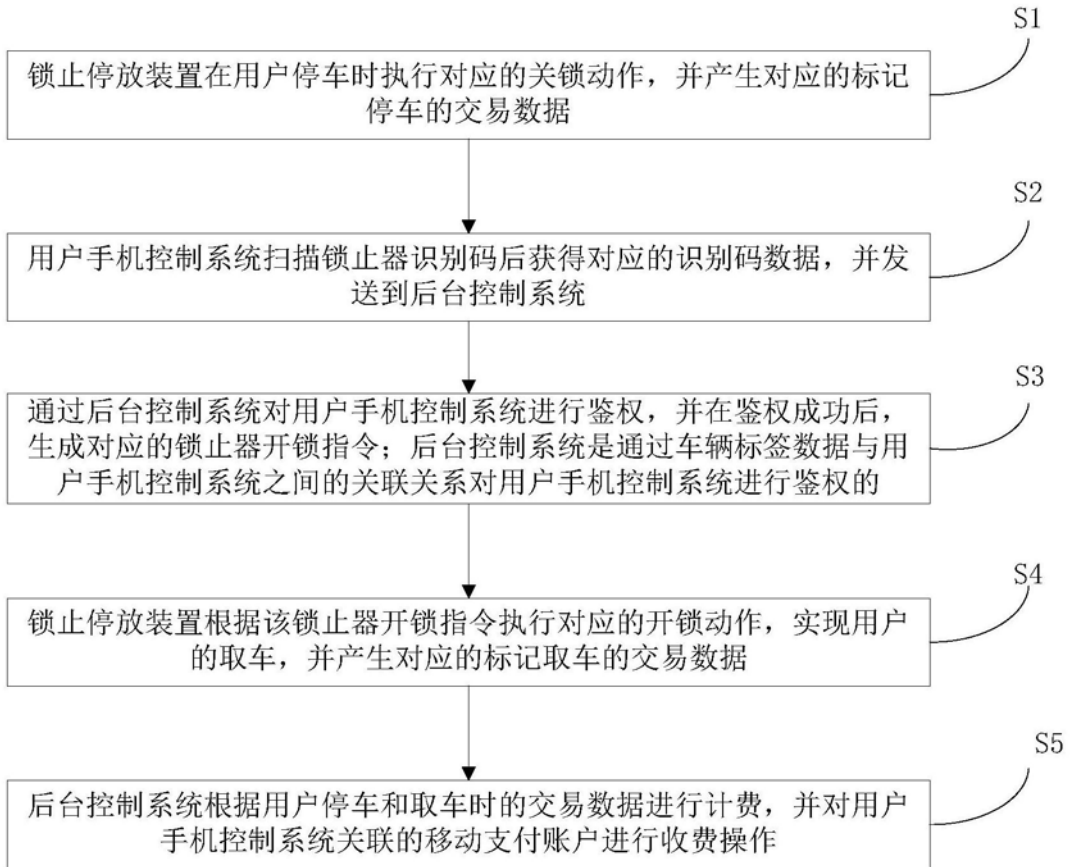 S1
锁止停放装置在用户停车时执行对应的关锁动作，并产生对应的标记
停车的交易数据
S2
用户手机控制系统扫描锁止器识别码后获得对应的识别码数据，并发
送到后台控制系统
S3
通过后台控制系统对用户手机控制系统进行鉴权，并在鉴权成功后，
生成对应的锁止器开锁指令；后台控制系统是通过车辆标签数据与用
户手机控制系统之间的关联关系对用户手机控制系统进行鉴权的
S4
锁止停放装置根据该锁止器开锁指令执行对应的开锁动作，实现用户
的取车，并产生对应的标记取车的交易数据
S5
后台控制系统根据用户停车和取车时的交易数据进行计费，并对用户
手机控制系统关联的移动支付账户进行收费操作